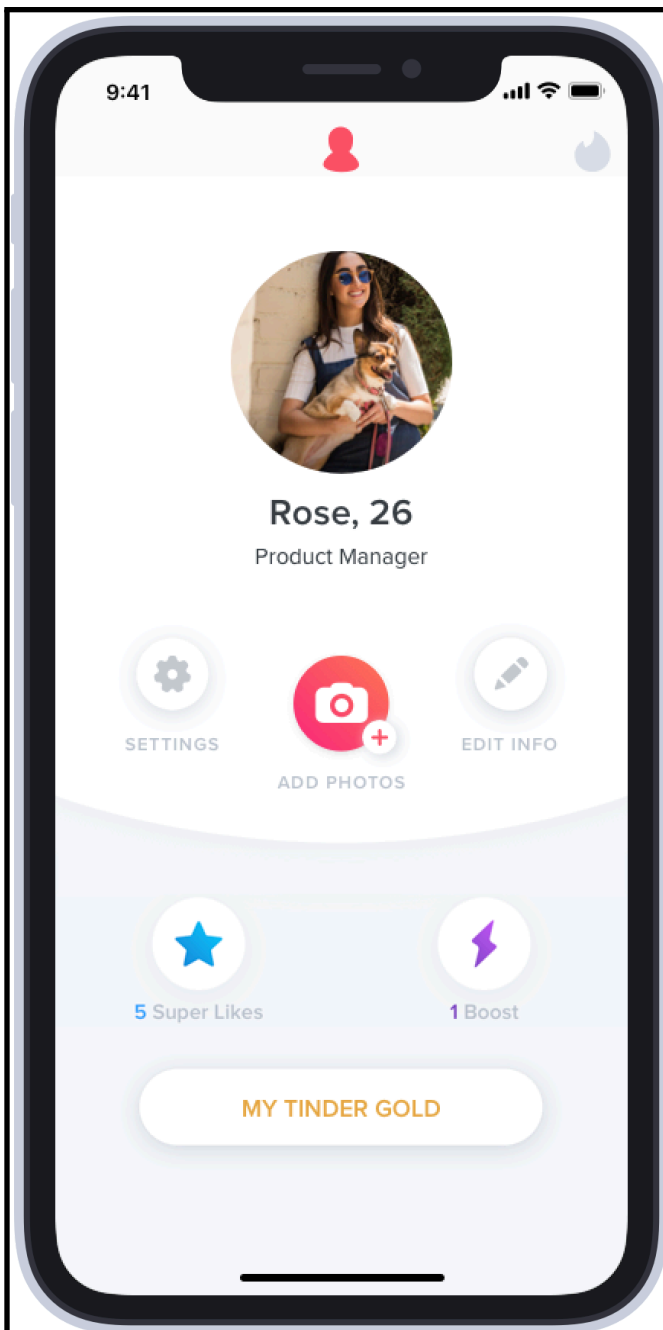 9:41
Rose, 26
Product Manager
SETTINGS
EDIT INFO
ADD PHOTOS
5 Super Likes
1 Boost
MY TINDER GOLD